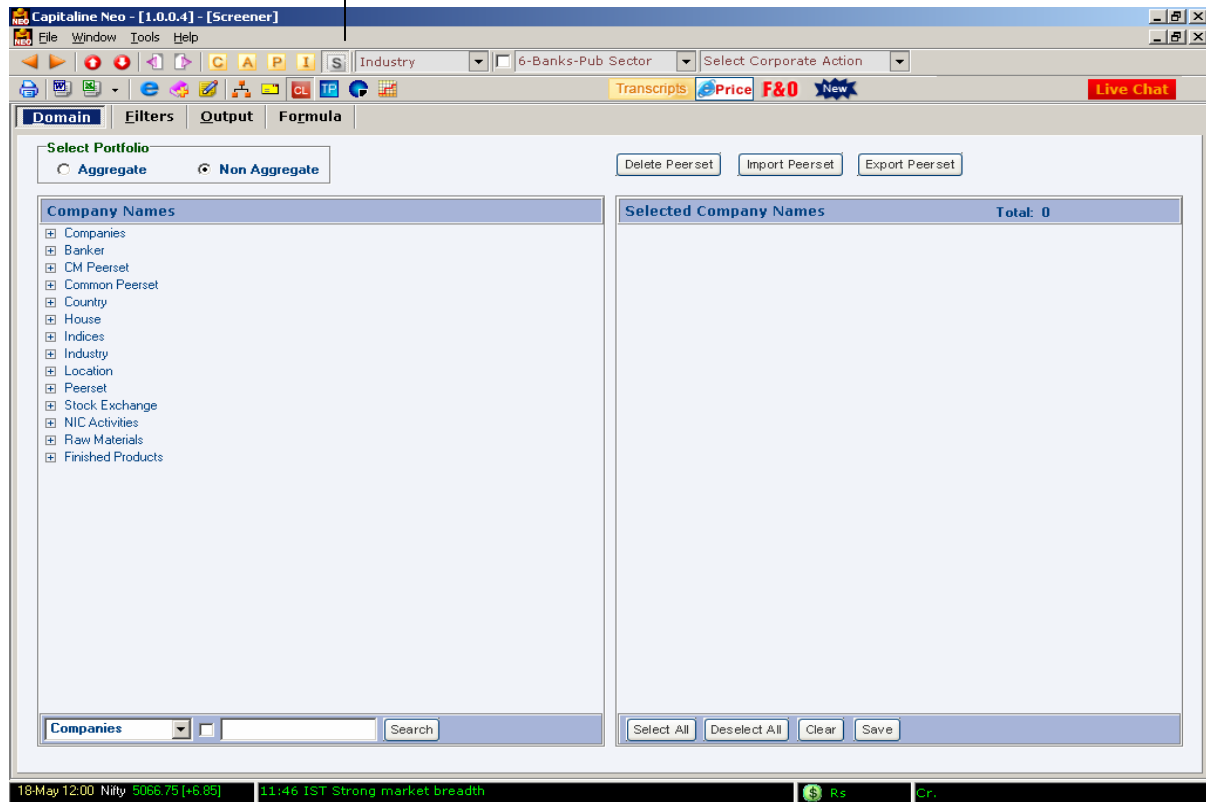 Capitaline Neo - [1.0.0.4] - [Screener]
File Window Tools Help
C A P I S Industry 6-Banks-Pub Sector Select Corporate Action
CL TP Transcripts Price F&O New Live Chat
Domain Filters Output Formula
Select Portfolio
Aggregate Non Aggregate
Delete Peerset Import Peerset Export Peerset
Company Names
Companies
Banker
CM Peerset
Common Peerset
Country
House
Indices
Industry
Location
Peerset
Stock Exchange
NIC Activities
Raw Materials
Finished Products
Companies Search
Selected Company Names Total: 0
Select All Deselect All Clear Save
18-May 12:00 Nifty 5066.75 [+6.85] 11:46 IST Strong market breadth $ Rs Cr.